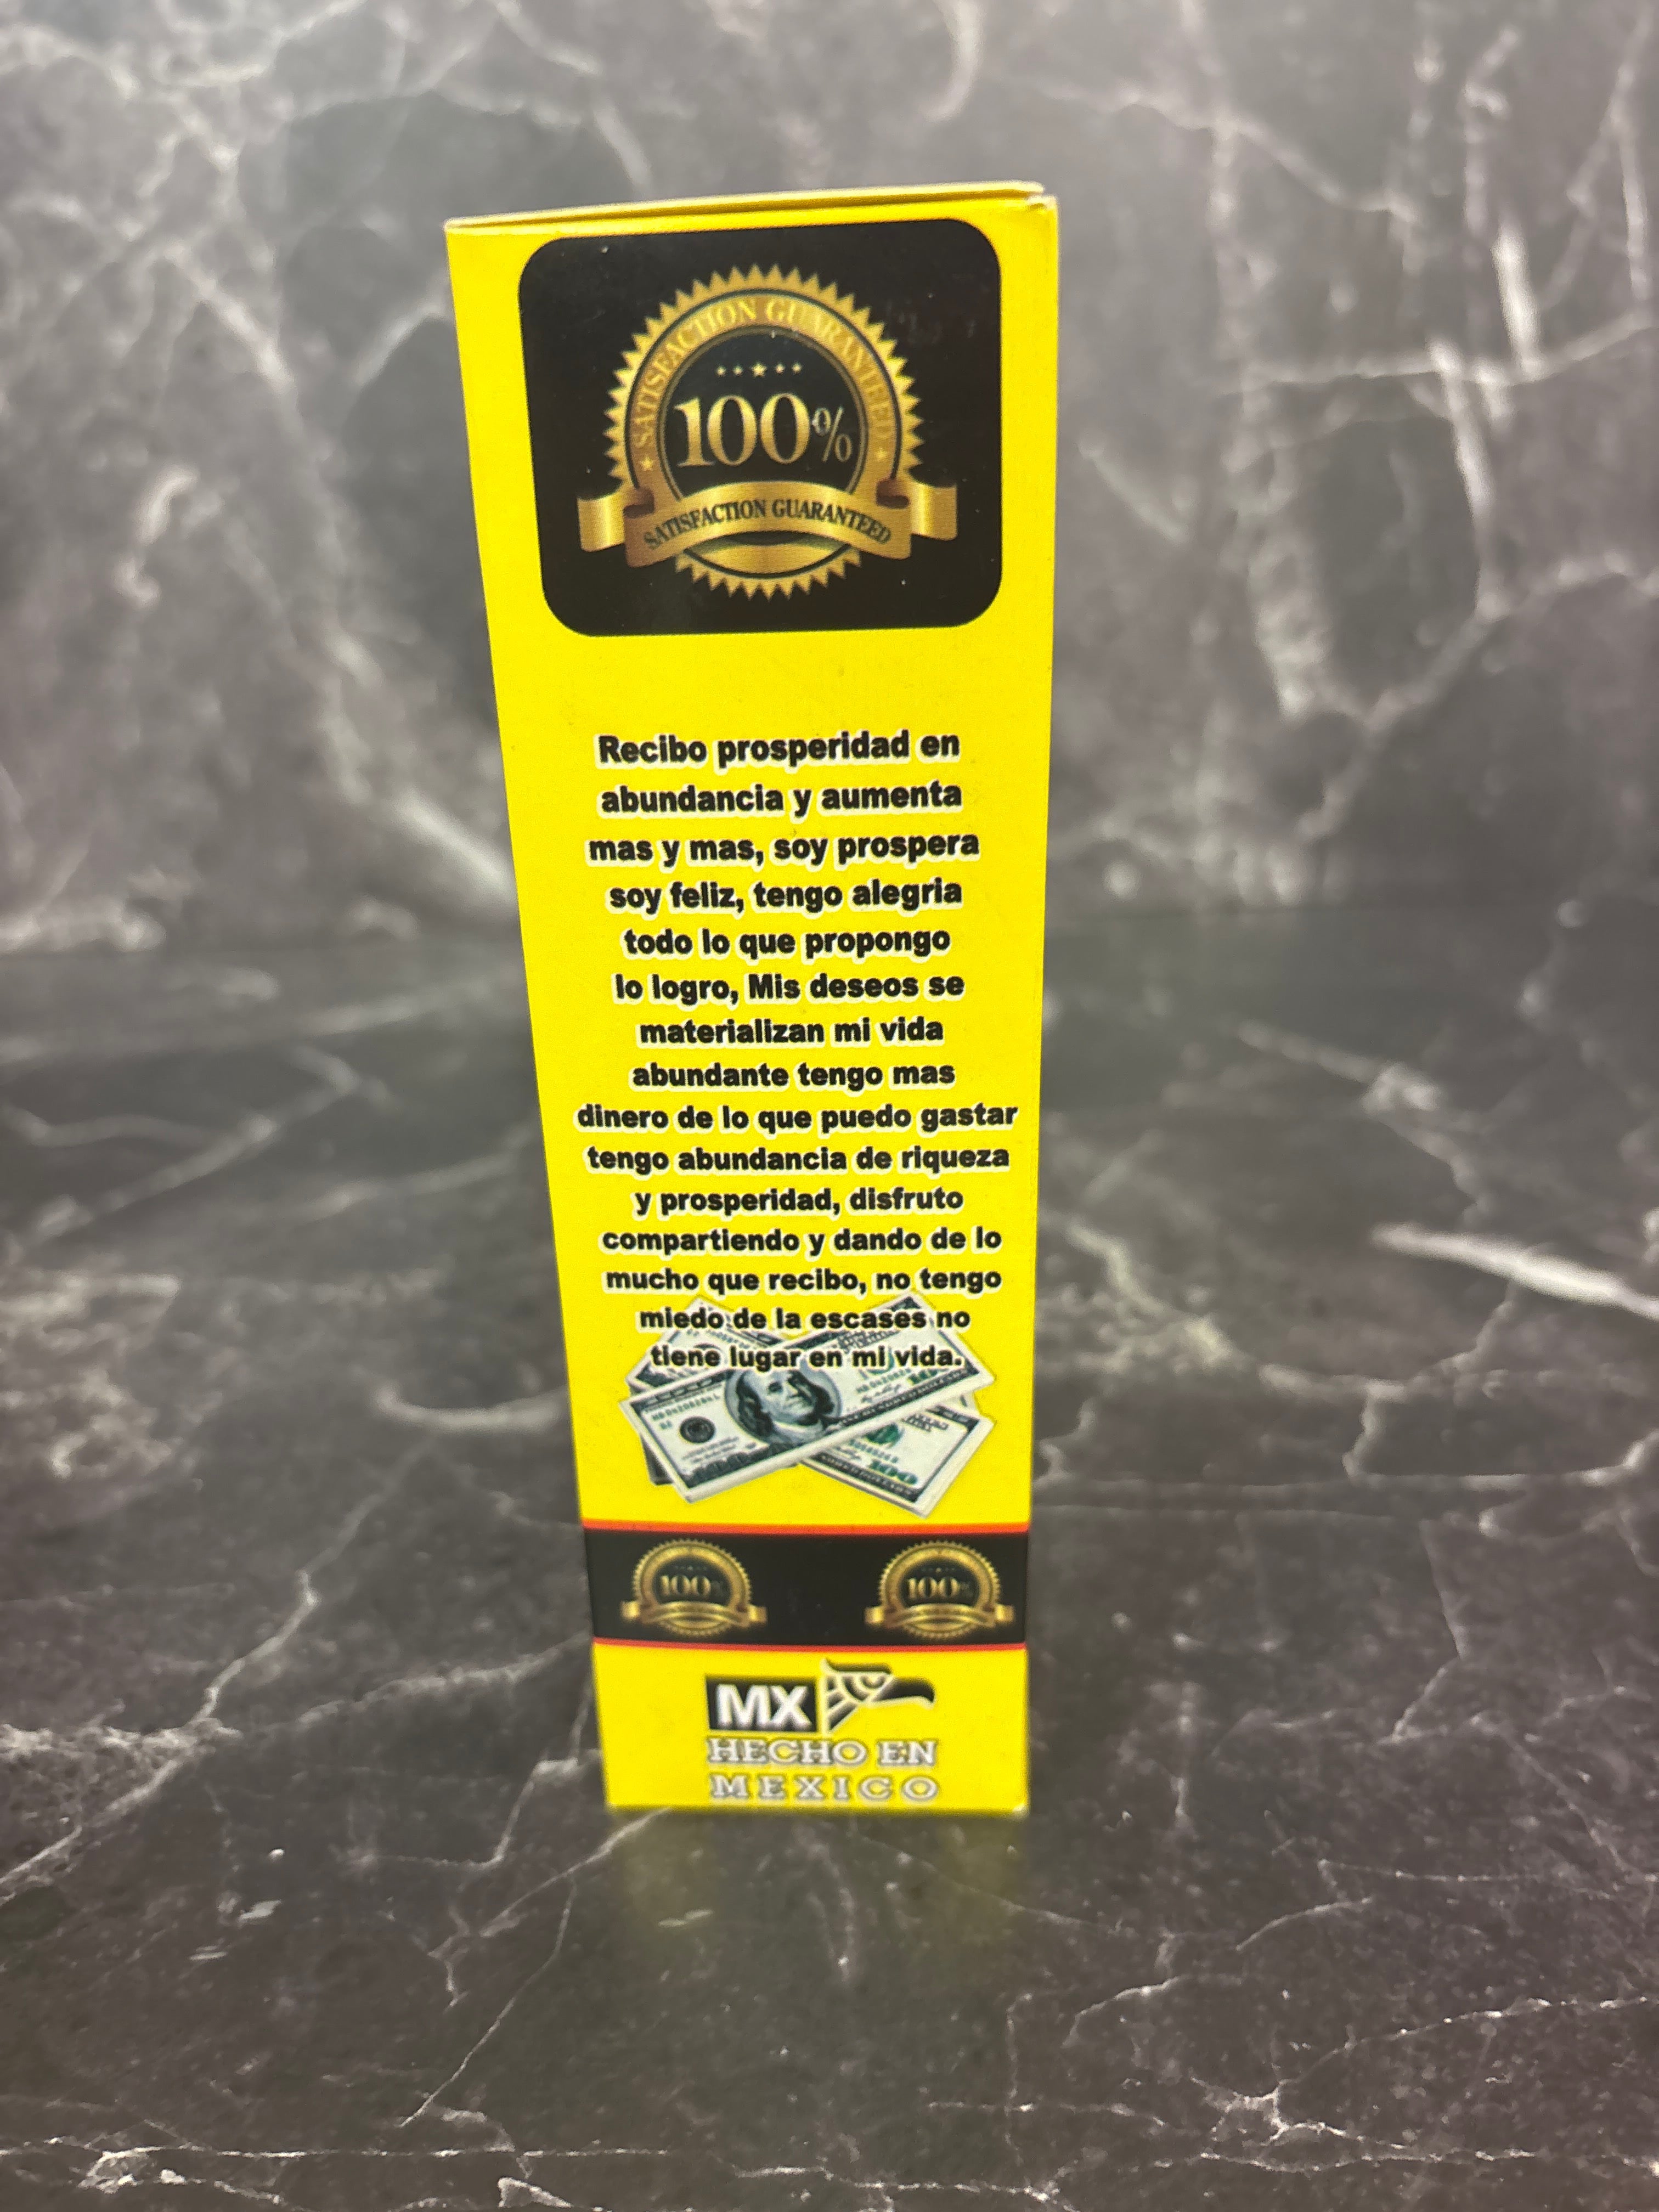 SATISFACTION GUARANTEED
100%
SATISFACTION GUARANTEED
Recibo prosperidad en
abundancia y aumenta
mas y mas, soy prospera
soy feliz, tengo alegria
todo lo que propongo
lo logro, Mis deseos se
materializan mi vida
abundante tengo mas
dinero de lo que puedo gastar
tengo abundancia de riqueza
y prosperidad, disfruto
compartiendo y dando de lo
mucho que recibo, no tengo
miedo de la escases no
tiene lugar en mi vida.
100
100% 100%
MX
HECHO EN
MEXICO